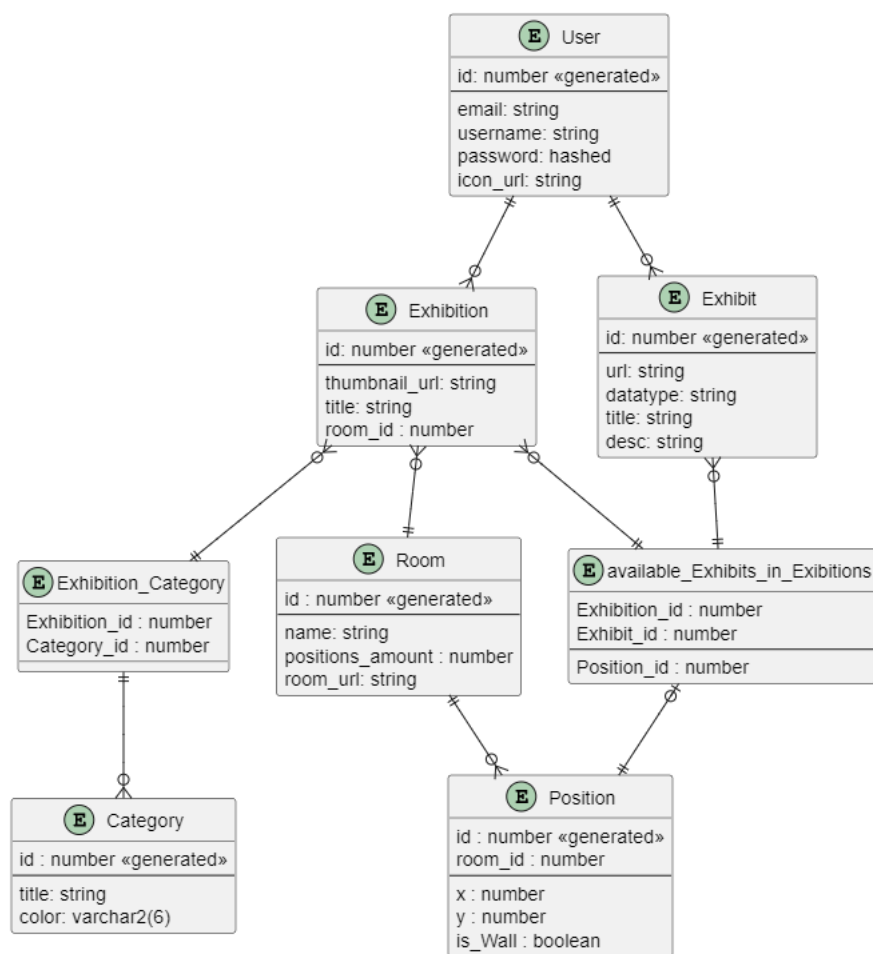 E User
id: number «generated»
email: string
username: string
password: hashed
icon_url: string
E Exhibition
id: number «generated»
thumbnail_url: string
title: string
room_id : number
E Exhibit
id: number «generated»
url: string
datatype: string
title: string
desc: string
E Exhibition_Category
Exhibition_id : number
Category_id : number
E Room
id : number «generated»
name: string
positions_amount : number
room_url: string
E available_Exhibits_in_Exibitions
Exhibition_id : number
Exhibit_id : number
Position_id : number
E Category
id : number «generated»
title: string
color: varchar2(6)
E Position
id : number «generated»
room_id : number
x : number
y : number
is_Wall : boolean